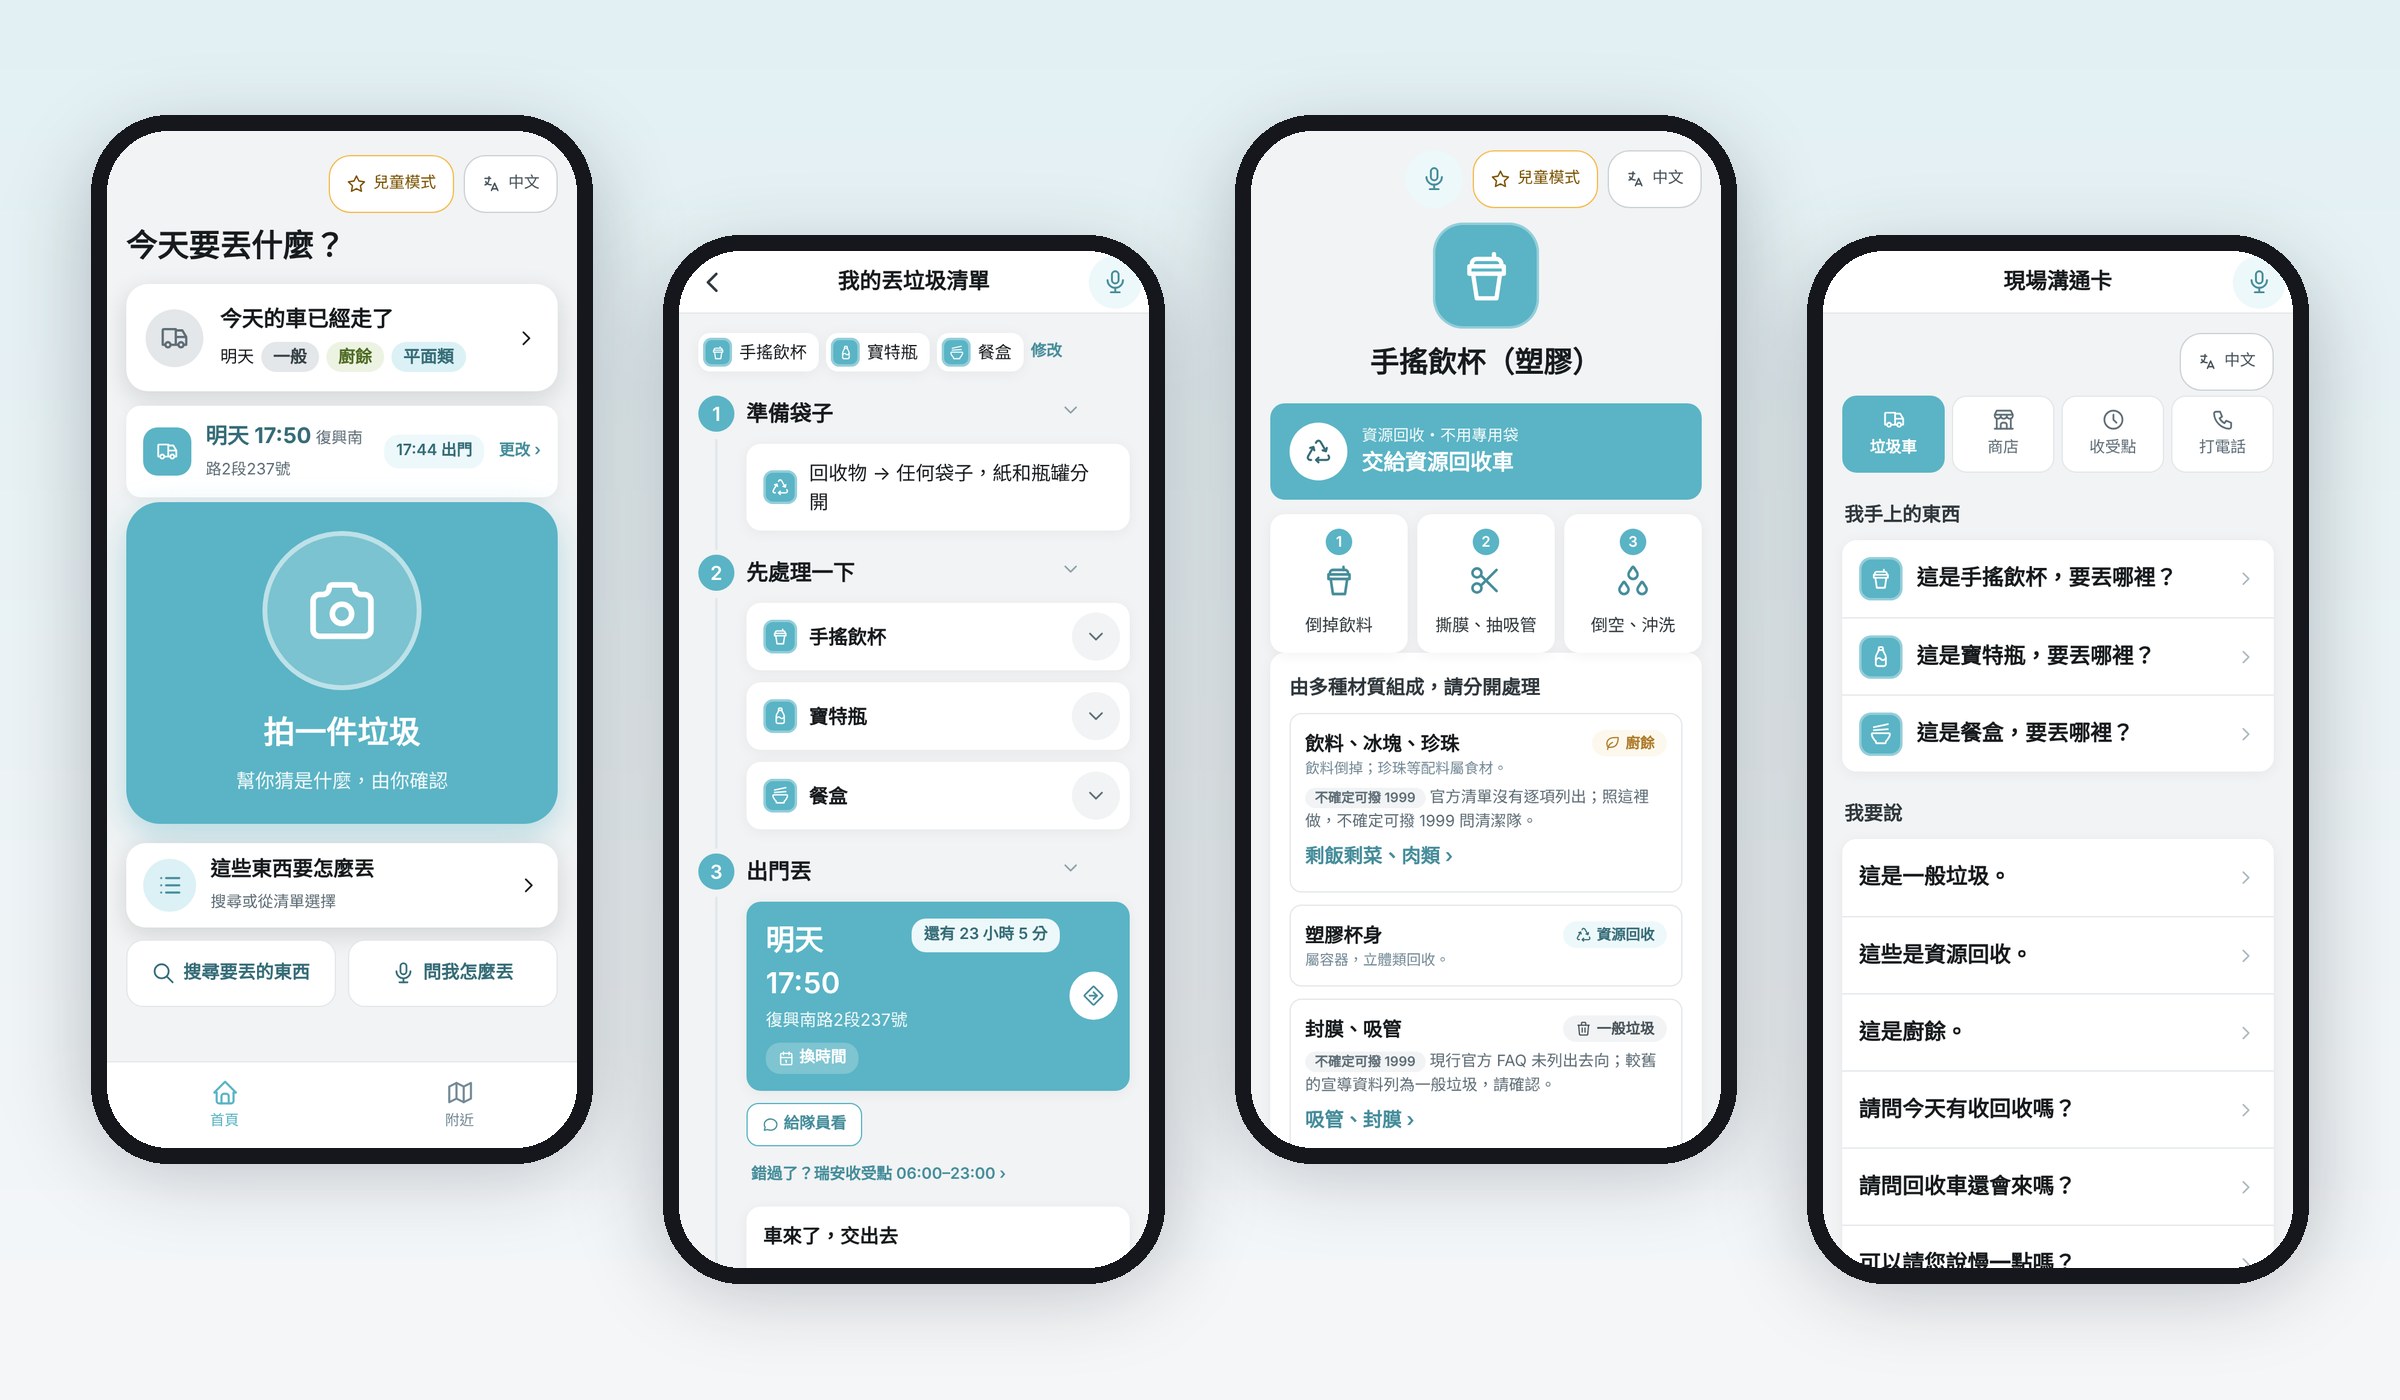 兒童模式
中文
今天要丟什麼？
今天的車已經走了
明天 一般 廚餘 平面類
明天 17:50 復興南
路2段237號
17:44 出門
更改 ›
拍一件垃圾
幫你猜是什麼，由你確認
這些東西要怎麼丟
搜尋或從清單選擇
搜尋要丟的東西
問我怎麼丟
首頁
附近
我的丟垃圾清單
手搖飲杯
寶特瓶
餐盒
修改
1 準備袋子
回收物 → 任何袋子，紙和瓶罐分
開
2 先處理一下
手搖飲杯
寶特瓶
餐盒
3 出門丟
明天
17:50
還有 23 小時 5 分
復興南路2段237號
換時間
給隊員看
錯過了？瑞安收受點 06:00–23:00 ›
車來了，交出去
兒童模式
中文
手搖飲杯（塑膠）
資源回收・不用專用袋
交給資源回收車
1
倒掉飲料
2
撕膜、抽吸管
3
倒空、沖洗
由多種材質組成，請分開處理
飲料、冰塊、珍珠
廚餘
飲料倒掉；珍珠等配料屬食材。
不確定可撥 1999 官方清單沒有逐項列出；照這裡
做，不確定可撥 1999 問清潔隊。
剩飯剩菜、肉類 ›
塑膠杯身
資源回收
屬容器，立體類回收。
封膜、吸管
一般垃圾
不確定可撥 1999 現行官方 FAQ 未列出去向；較舊
的宣導資料列為一般垃圾，請確認。
吸管、封膜 ›
現場溝通卡
中文
垃圾車
商店
收受點
打電話
我手上的東西
這是手搖飲杯，要丟哪裡？
這是寶特瓶，要丟哪裡？
這是餐盒，要丟哪裡？
我要說
這是一般垃圾。
這些是資源回收。
這是廚餘。
請問今天有收回收嗎？
請問回收車還會來嗎？
可以請您說慢一點嗎？